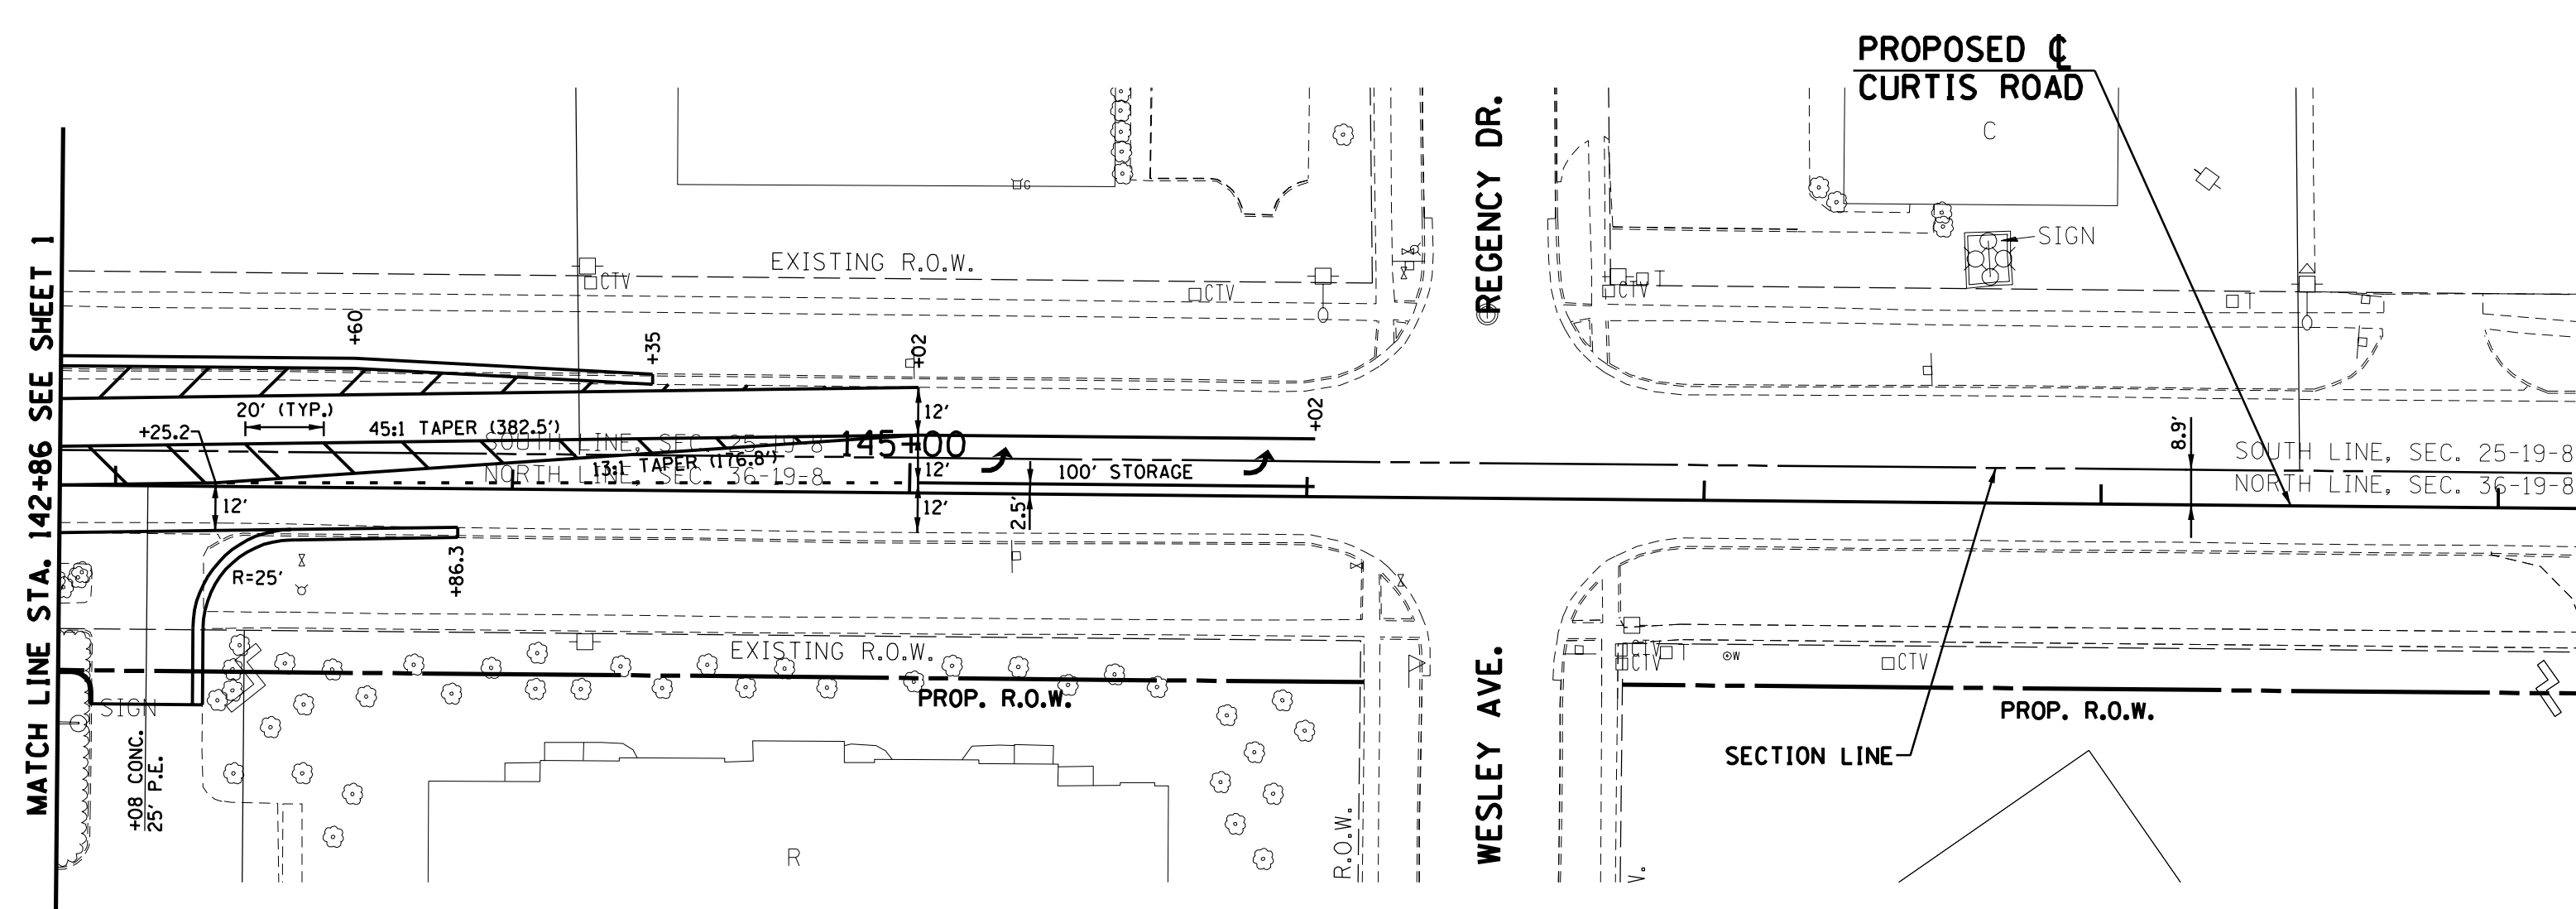 PROPOSED ℄
CURTIS ROAD
REGENCY DR.
C
SIGN
EXISTING R.O.W.
G
CTV
CTV
CTV
T
T
MATCH LINE STA. 142+86 SEE SHEET 1
+60
+35
+02
+02
20' (TYP.)
+25.2
45:1 TAPER (382.5')
SOUTH LINE, SEC. 25-19-8
145+00
13:1 TAPER (176.8')
NORTH LINE, SEC. 36-19-8
12'
12'
12'
12'
100' STORAGE
2.5'
8.9'
SOUTH LINE, SEC. 25-19-8
NORTH LINE, SEC. 36-19-8
R=25'
+86.3
EXISTING R.O.W.
PROP. R.O.W.
SIGN
+08 CONC.
25' P.E.
WESLEY AVE.
CTV
T
W
CTV
PROP. R.O.W.
SECTION LINE
R
R.O.W.